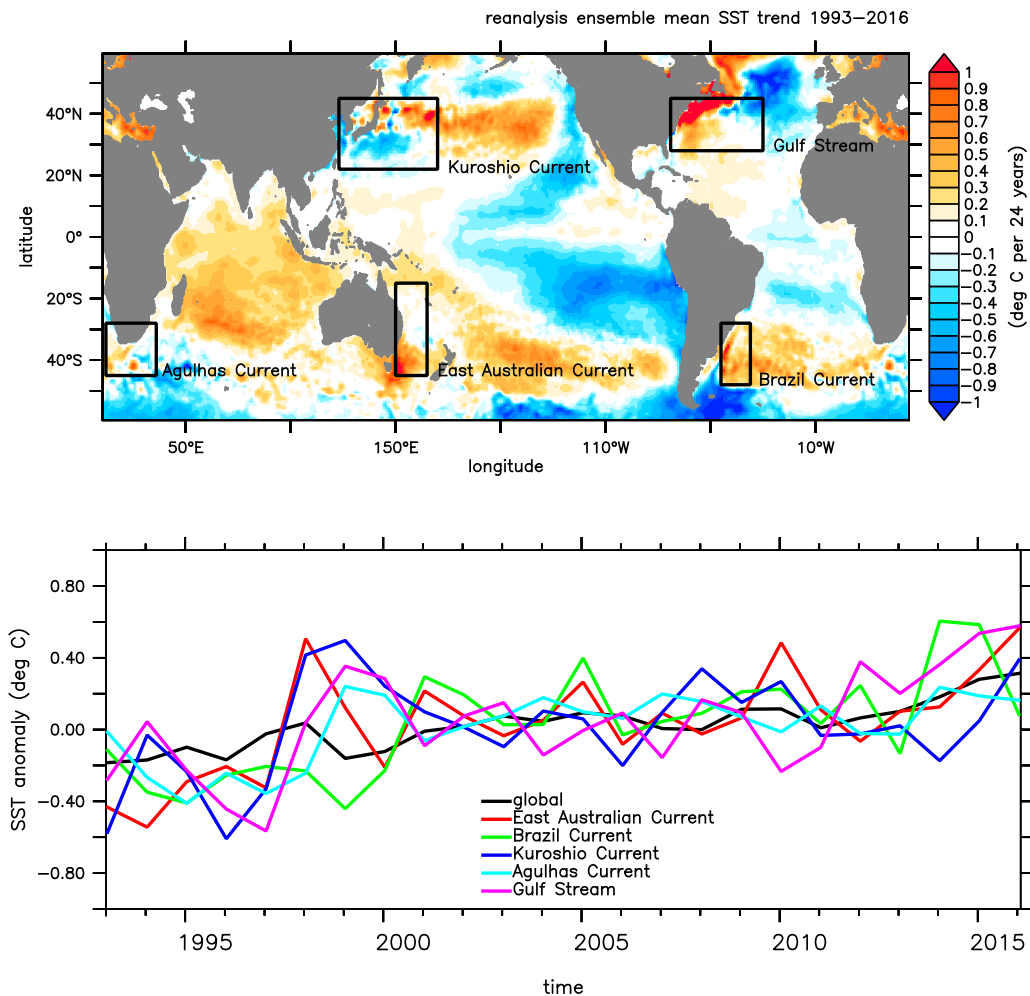 reanalysis ensemble mean SST trend 1993−2016
40°N
20°N
0°
20°S
40°S
latitude
50°E
150°E
110°W
10°W
longitude
Kuroshio Current
Gulf Stream
Agulhas Current
East Australian Current
Brazil Current
1
0.9
0.8
0.7
0.6
0.5
0.4
0.3
0.2
0.1
0
−0.1
−0.2
−0.3
−0.4
−0.5
−0.6
−0.7
−0.8
−0.9
−1
(deg C per 24 years)
0.80
0.40
0.00
−0.40
−0.80
SST anomaly (deg C)
global
East Australian Current
Brazil Current
Kuroshio Current
Agulhas Current
Gulf Stream
1995
2000
2005
2010
2015
time